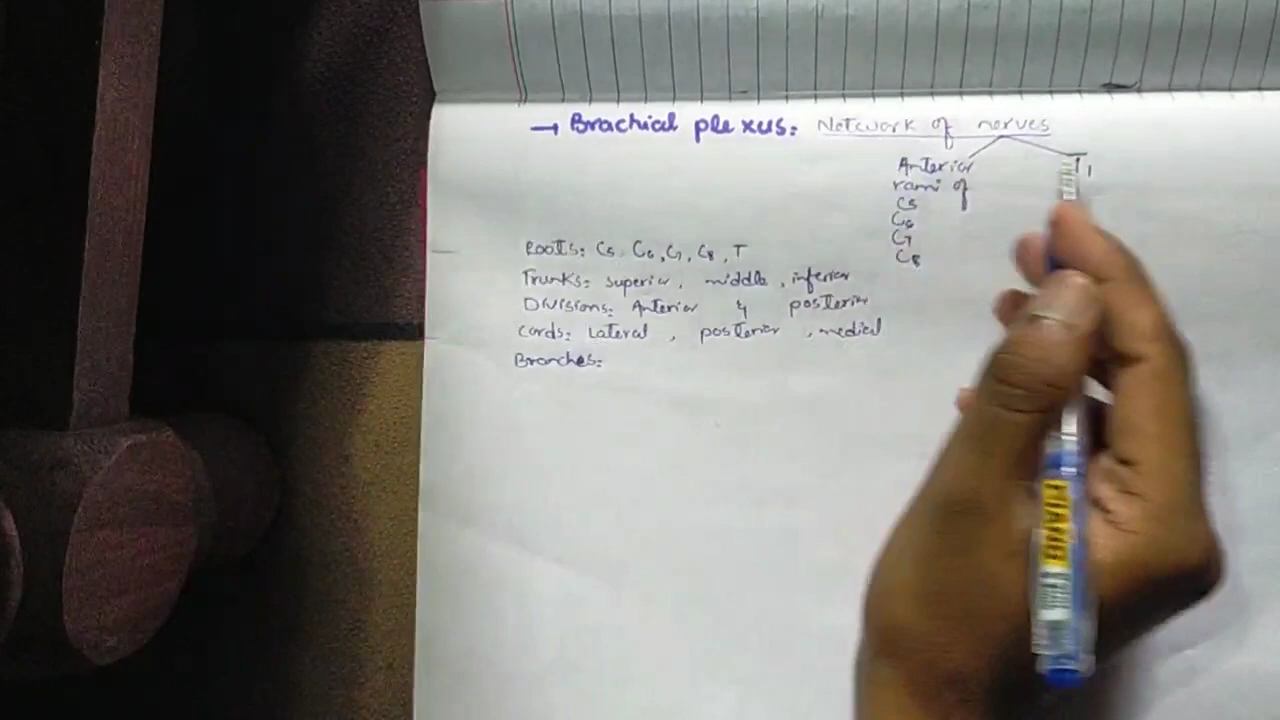 → Brachial plexus: Network of nerves
Anterior T1
rami of
C5
C6
C7
C8
Roots: C5, C6, C7, C8, T
Trunks: superior, middle, inferior
Divisions: Anterior & posterior
Cords: Lateral, posterior, medical
Branches: